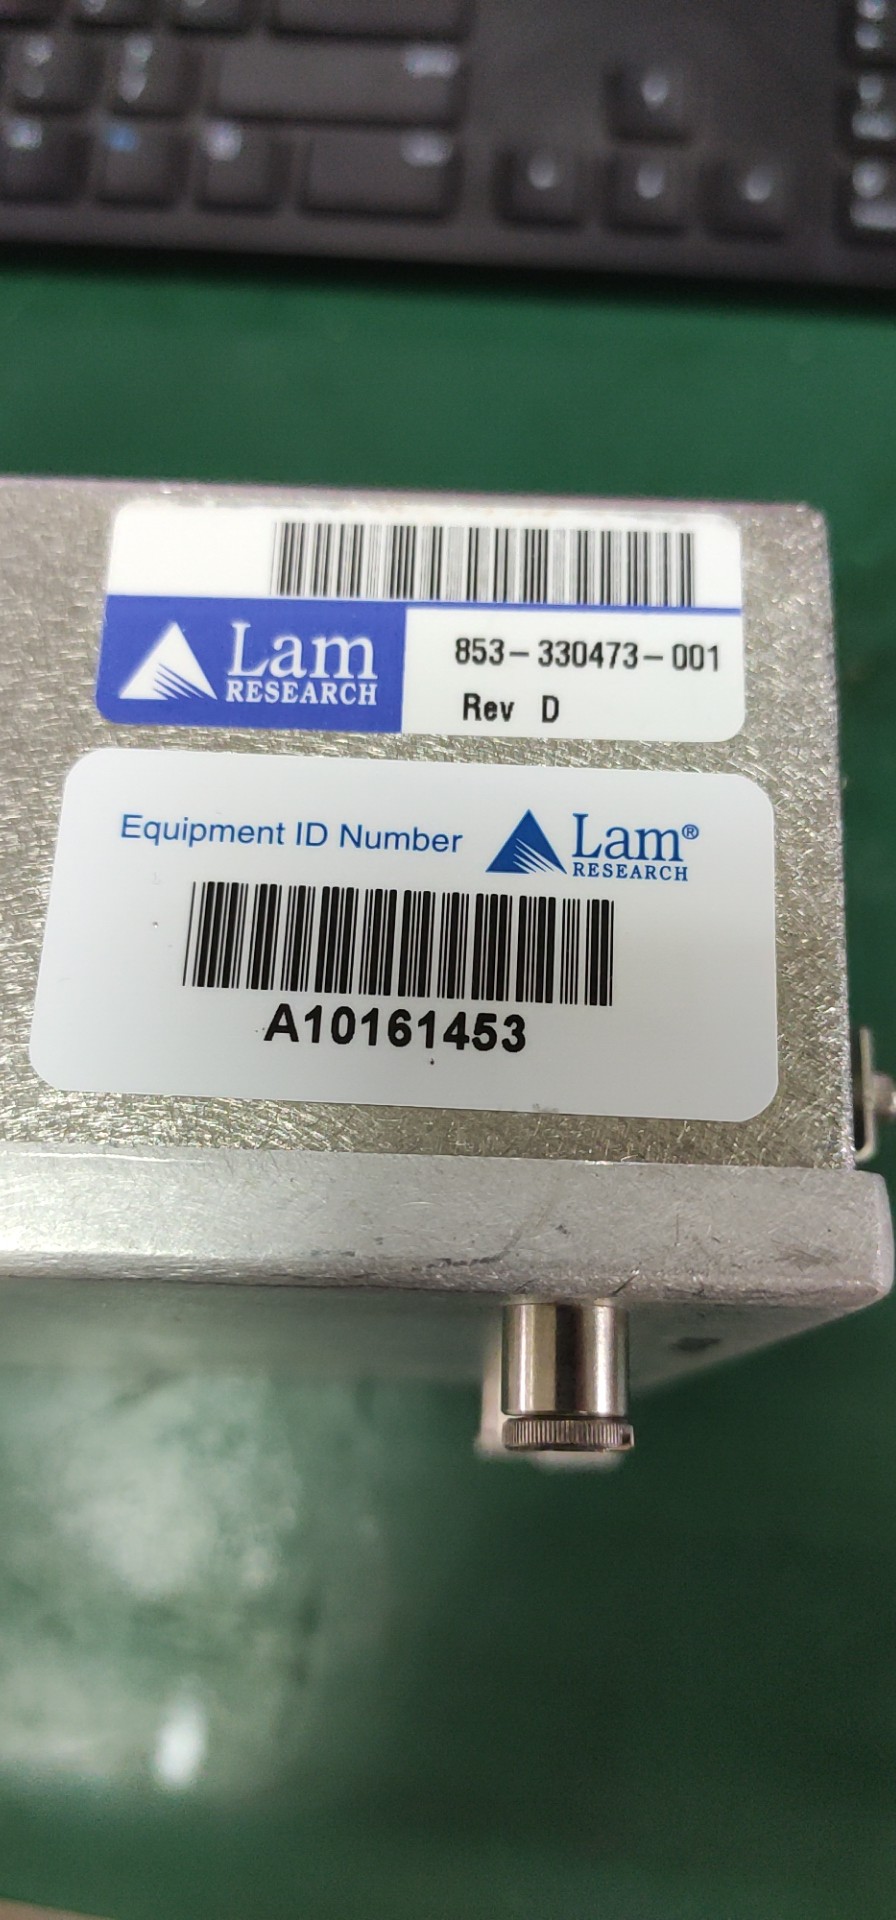 Lam
RESEARCH
853-330473-001
Rev D
Equipment ID Number
Lam®
RESEARCH
A10161453